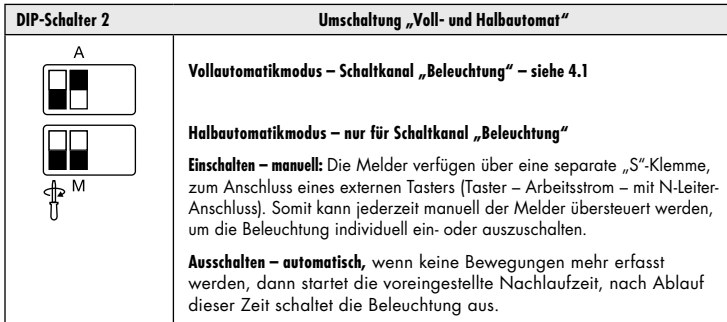 DIP-Schalter 2
Umschaltung „Voll- und Halbautomat“
A
Vollautomatikmodus – Schaltkanal „Beleuchtung“ – siehe 4.1
M
Halbautomatikmodus – nur für Schaltkanal „Beleuchtung“
Einschalten – manuell: Die Melder verfügen über eine separate „S“-Klemme,
zum Anschluss eines externen Tasters (Taster – Arbeitsstrom – mit N-Leiter-
Anschluss). Somit kann jederzeit manuell der Melder übersteuert werden,
um die Beleuchtung individuell ein- oder auszuschalten.
Ausschalten – automatisch, wenn keine Bewegungen mehr erfasst
werden, dann startet die voreingestellte Nachlaufzeit, nach Ablauf
dieser Zeit schaltet die Beleuchtung aus.